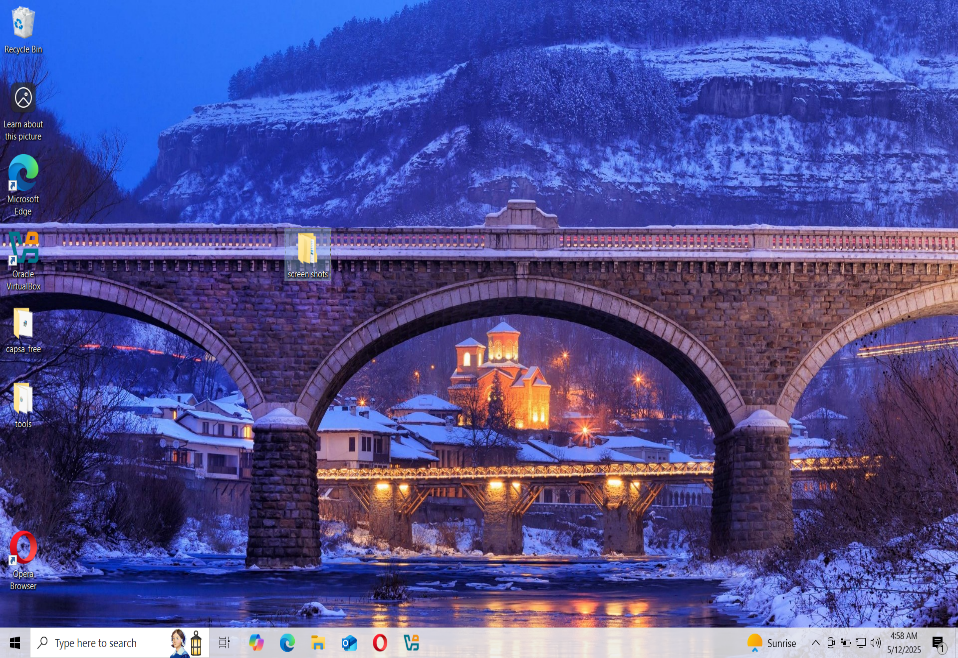 Recycle Bin
Learn about
this picture
Microsoft
Edge
Oracle
VirtualBox
capsa_free
tools
Opera
Browser
screen shots
Type here to search
Sunrise
4:58 AM
5/12/2025
1